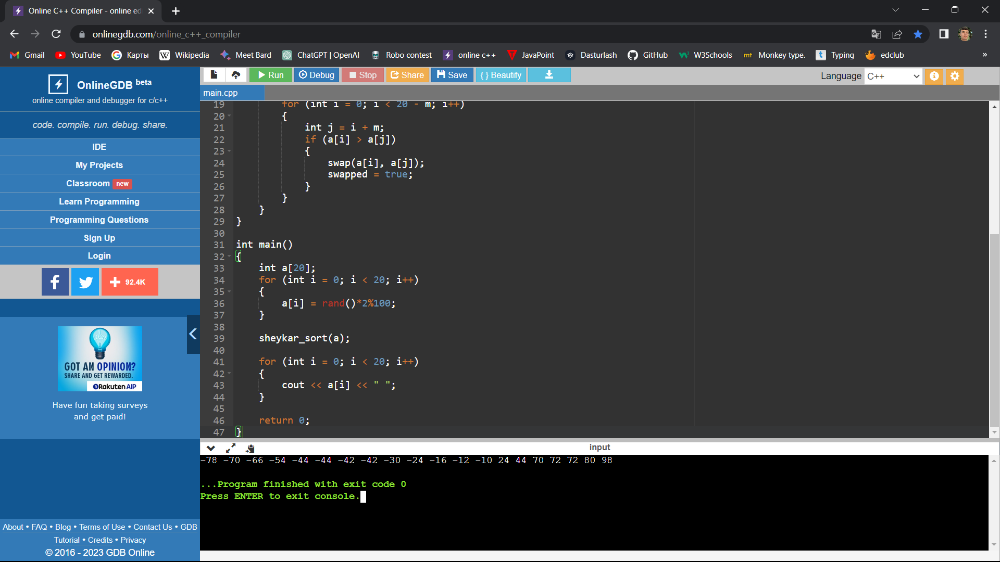 Online C++ Compiler - online ed
onlinegdb.com/online_c++_compiler
Gmail YouTube Карты Wikipedia Meet Bard ChatGPT | OpenAI Robo contest online c++ JavaPoint Dasturlash GitHub W3Schools Monkey type. Typing edclub »
OnlineGDB beta
online compiler and debugger for c/c++
code. compile. run. debug. share.
IDE
My Projects
Classroom new
Learn Programming
Programming Questions
Sign Up
Login
92.4K
GOT AN OPINION?
SHARE AND GET REWARDED.
Rakuten AIP
Have fun taking surveys
and get paid!
About • FAQ • Blog • Terms of Use • Contact Us • GDB
Tutorial • Credits • Privacy
© 2016 - 2023 GDB Online
Run Debug Stop Share Save { } Beautify
Language C++
main.cpp
19 for (int i = 0; i < 20 - m; i++)
20 {
21 int j = i + m;
22 if (a[i] > a[j])
23 {
24 swap(a[i], a[j]);
25 swapped = true;
26 }
27 }
28 }
29 }
30
31 int main()
32 {
33 int a[20];
34 for (int i = 0; i < 20; i++)
35 {
36 a[i] = rand()*2%100;
37 }
38
39 sheykar_sort(a);
40
41 for (int i = 0; i < 20; i++)
42 {
43 cout << a[i] << " ";
44 }
45
46 return 0;
47 }
input
-78 -70 -66 -54 -44 -44 -42 -42 -30 -24 -16 -12 -10 24 44 70 72 72 80 98
...Program finished with exit code 0
Press ENTER to exit console.